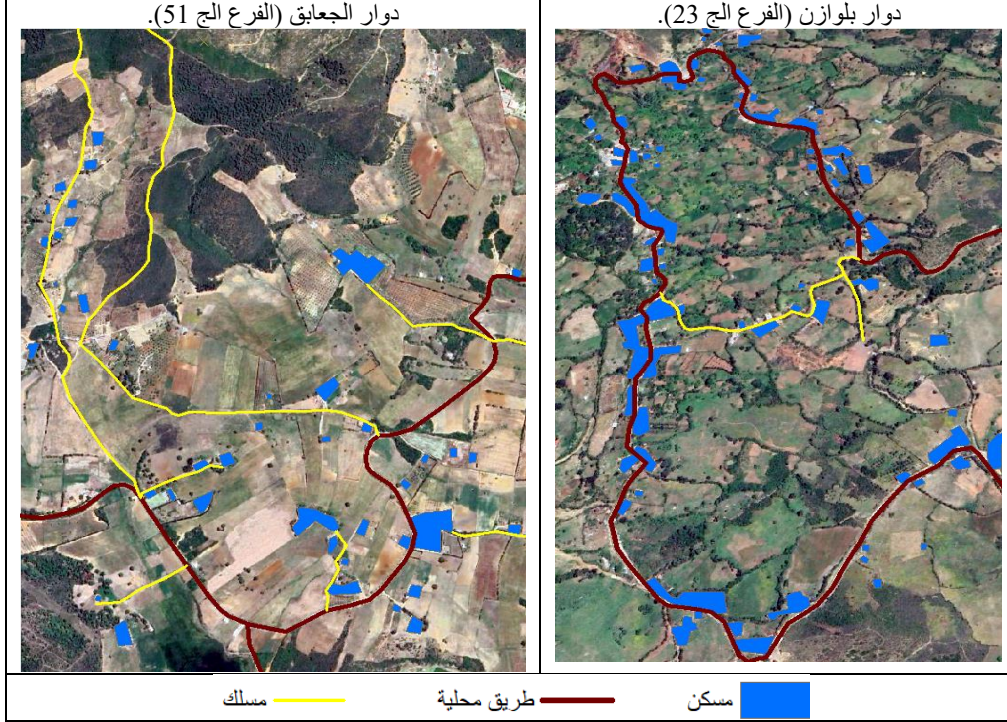 دوار بلوازن (الفرع الج 23).
دوار الجعابق (الفرع الج 51).
مسكن
طريق محلية
مسلك